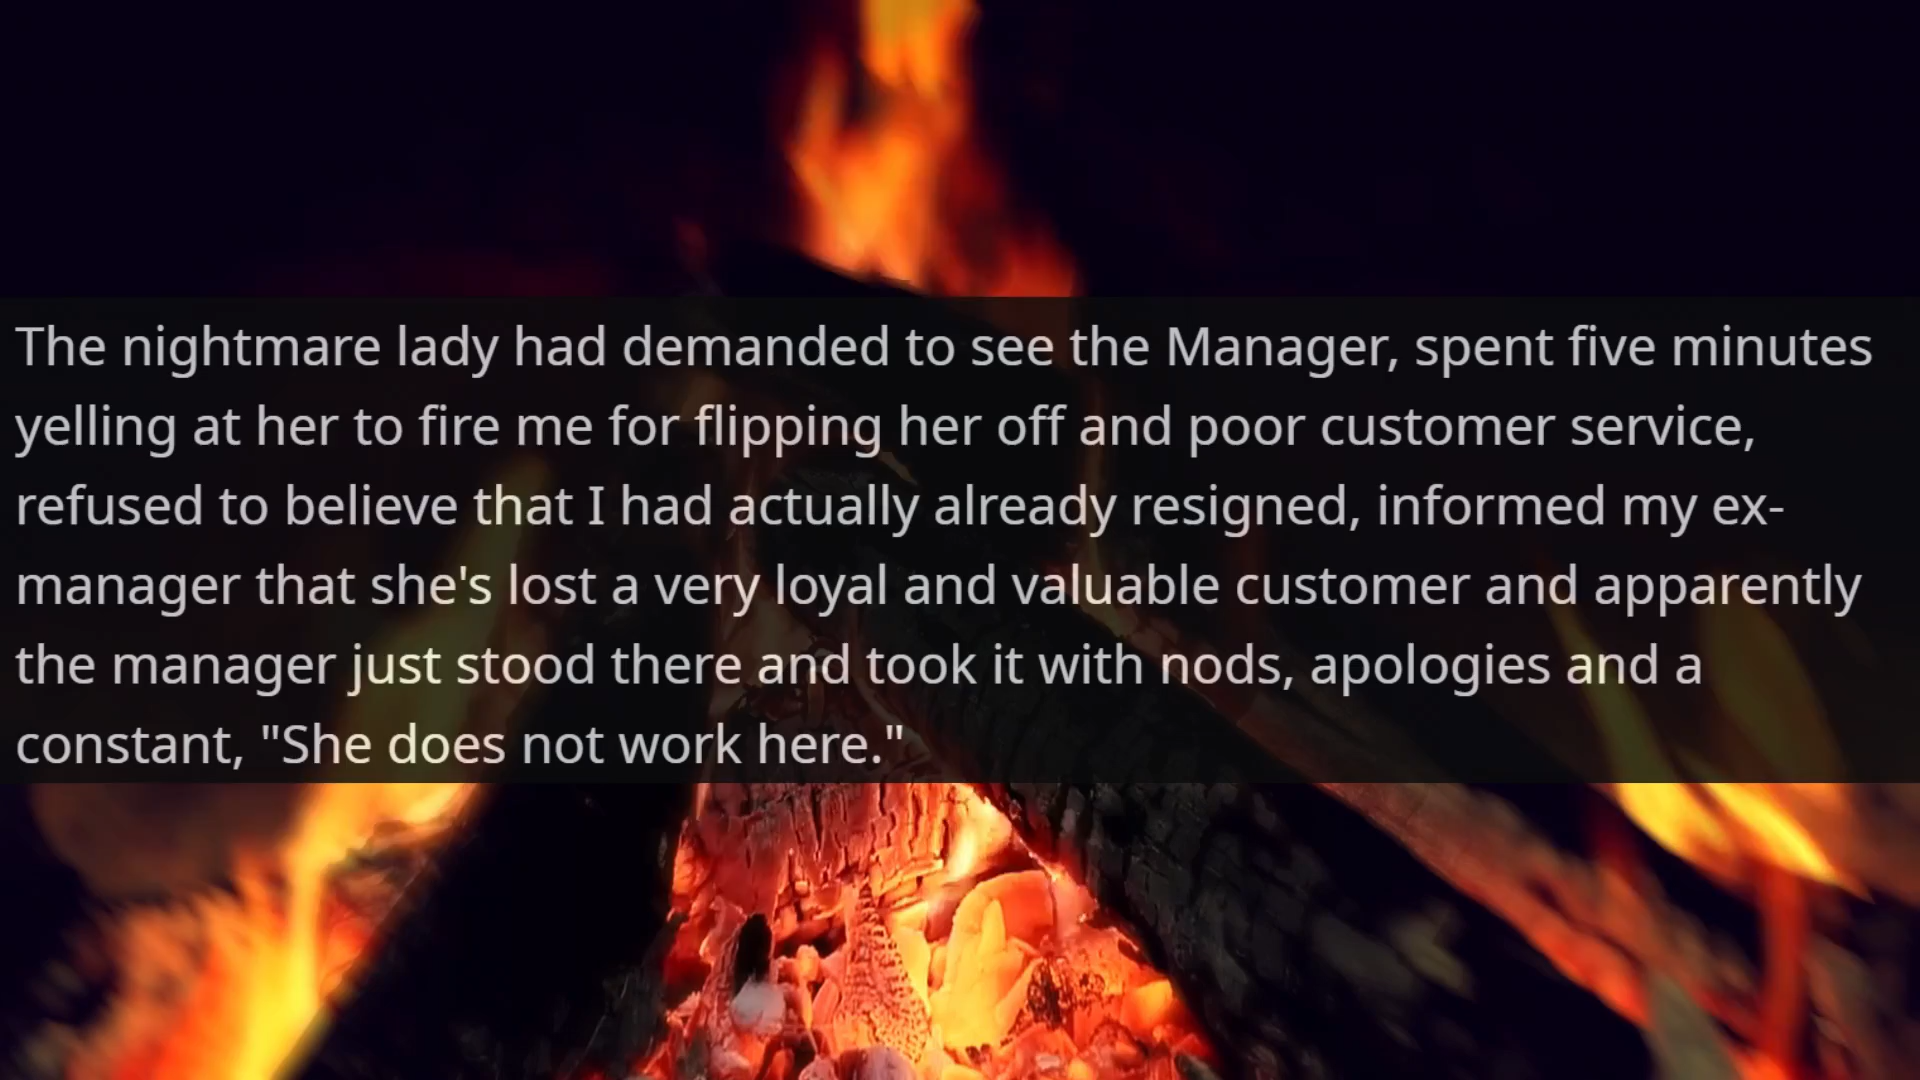 The nightmare lady had demanded to see the Manager, spent five minutes
yelling at her to fire me for flipping her off and poor customer service,
refused to believe that I had actually already resigned, informed my ex-
manager that she's lost a very loyal and valuable customer and apparently
the manager just stood there and took it with nods, apologies and a
constant, "She does not work here."